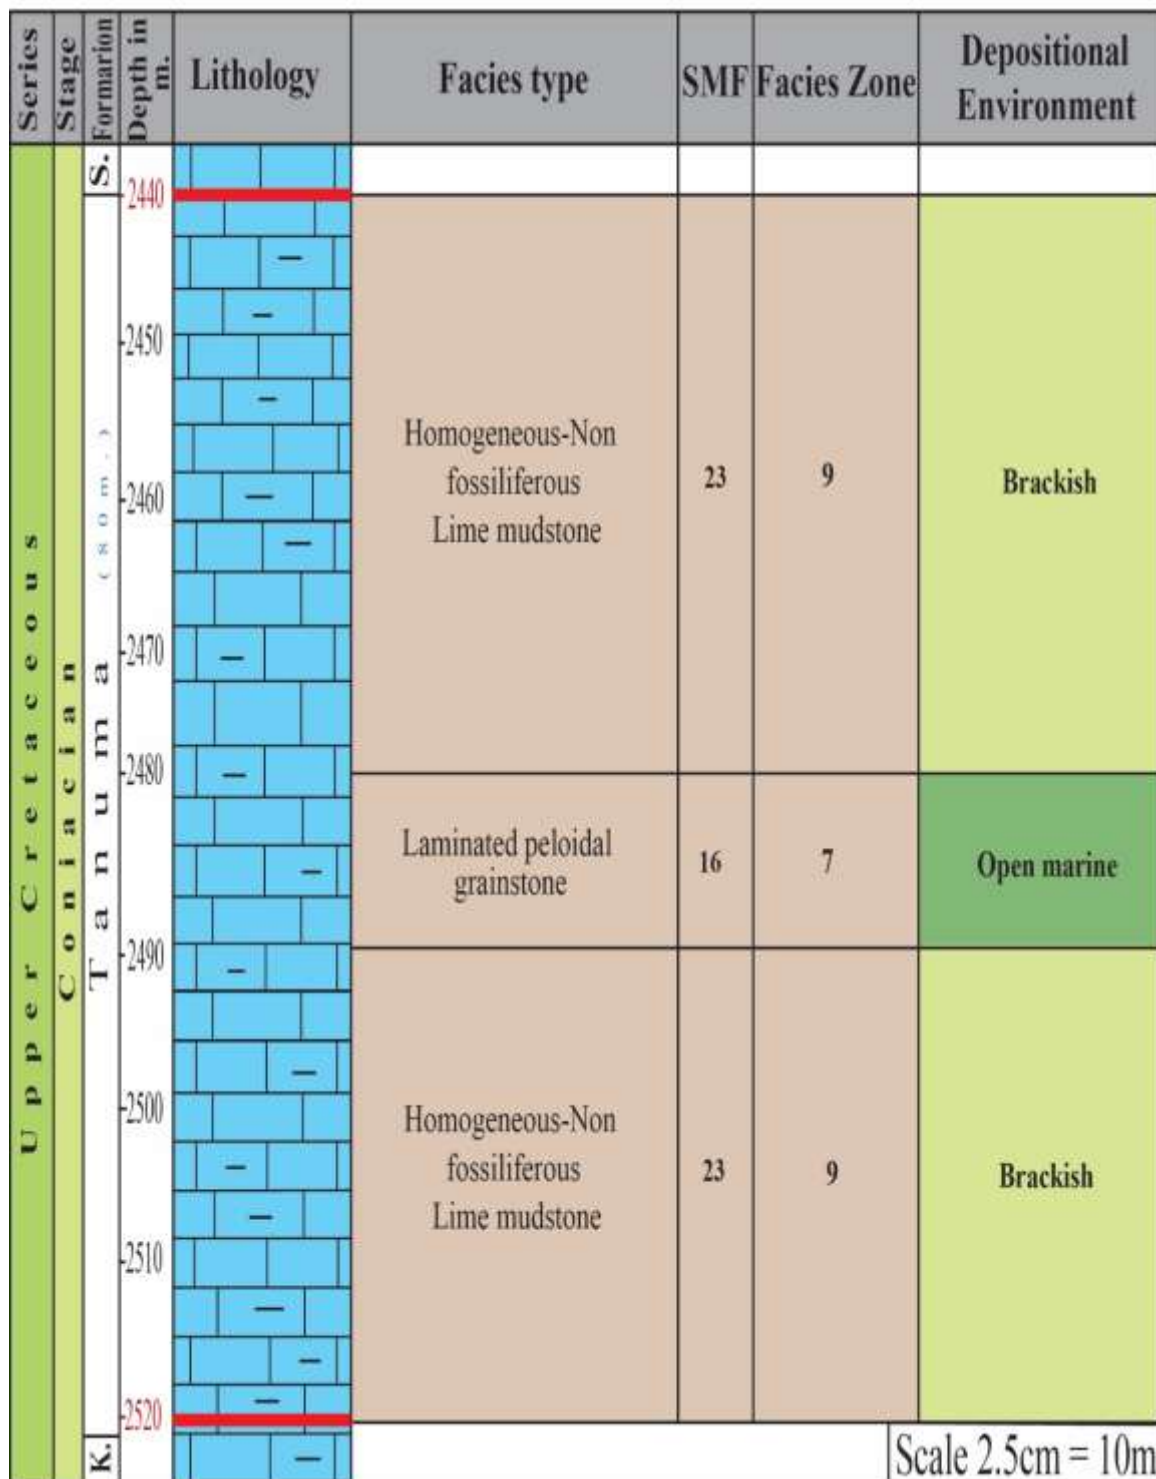 Series
Stage
Formarion
Depth in
m.
Lithology
Facies type
SMF
Facies Zone
Depositional
Environment
Upper Cretaceous
Coniacian
S.
Tanuma (80m.)
K.
2440
-2450
-2460
-2470
-2480
-2490
-2500
-2510
-2520
Homogeneous-Non
fossiliferous
Lime mudstone
23
9
Brackish
Laminated peloidal
grainstone
16
7
Open marine
Homogeneous-Non
fossiliferous
Lime mudstone
23
9
Brackish
Scale 2.5cm = 10m